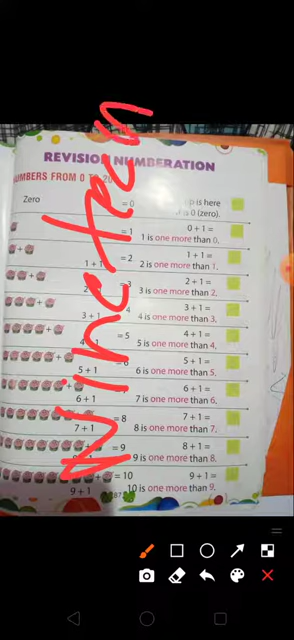 REVISION NUMBERATION
NUMBERS FROM 0 TO 20
Zero = 0 is here
is 0 (zero).
= 1 0 + 1 =
1 is one more than 0.
= 2 1 + 1 =
1 + 1 2 is one more than 1.
= 3 2 + 1 =
3 is one more than 2.
4 3 + 1 =
3 + 1 4 is one more than 3.
= 5 4 + 1 =
5 is one more than 4.
5 + 1 =
5 + 1 6 is one more than 5.
6 + 1 =
6 + 1 7 is one more than 6.
= 8 7 + 1 =
7 + 1 8 is one more than 7.
= 9 8 + 1 =
9 is one more than 8.
= 10 9 + 1 =
9 + 1 10 is one more than 9.
Nineteen